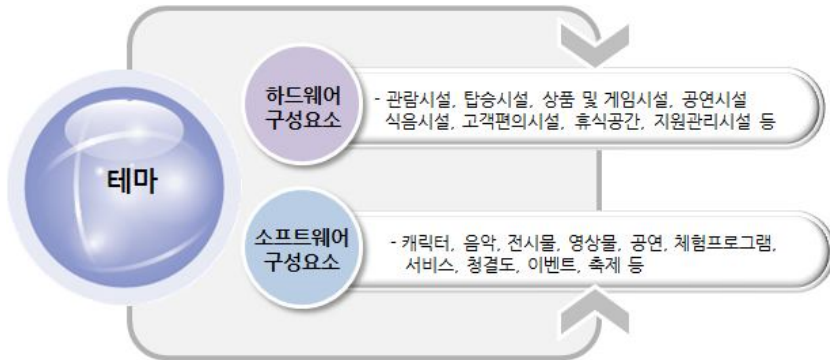 테마
하드웨어
구성요소
- 관람시설, 탑승시설, 상품 및 게임시설, 공연시설
식음시설, 고객편의시설, 휴식공간, 지원관리시설 등
소프트웨어
구성요소
- 캐릭터, 음악, 전시물, 영상물, 공연, 체험프로그램,
서비스, 청결도, 이벤트, 축제 등